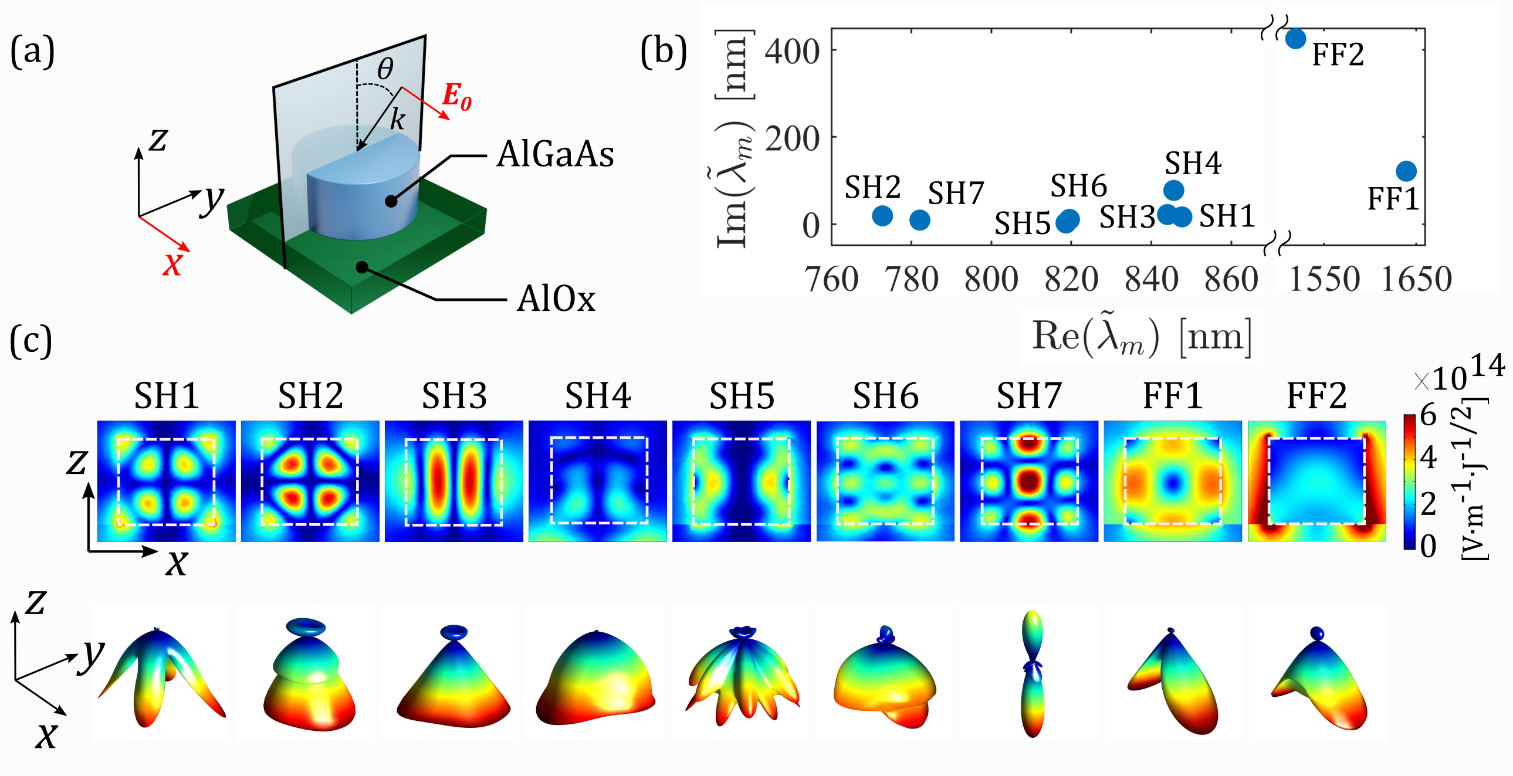 (a)
θ
E₀
k
z
y
x
AlGaAs
AlOx
(b)
Im(λ̃ₘ) [nm]
400
200
0
FF2
FF1
SH4
SH2
SH7
SH6
SH5
SH3
SH1
760 780 800 820 840 860 1550 1650
Re(λ̃ₘ) [nm]
(c)
SH1 SH2 SH3 SH4 SH5 SH6 SH7 FF1 FF2
z
x
×10¹⁴
6
4
2
0
[V·m⁻¹·J⁻¹/²]
z
y
x